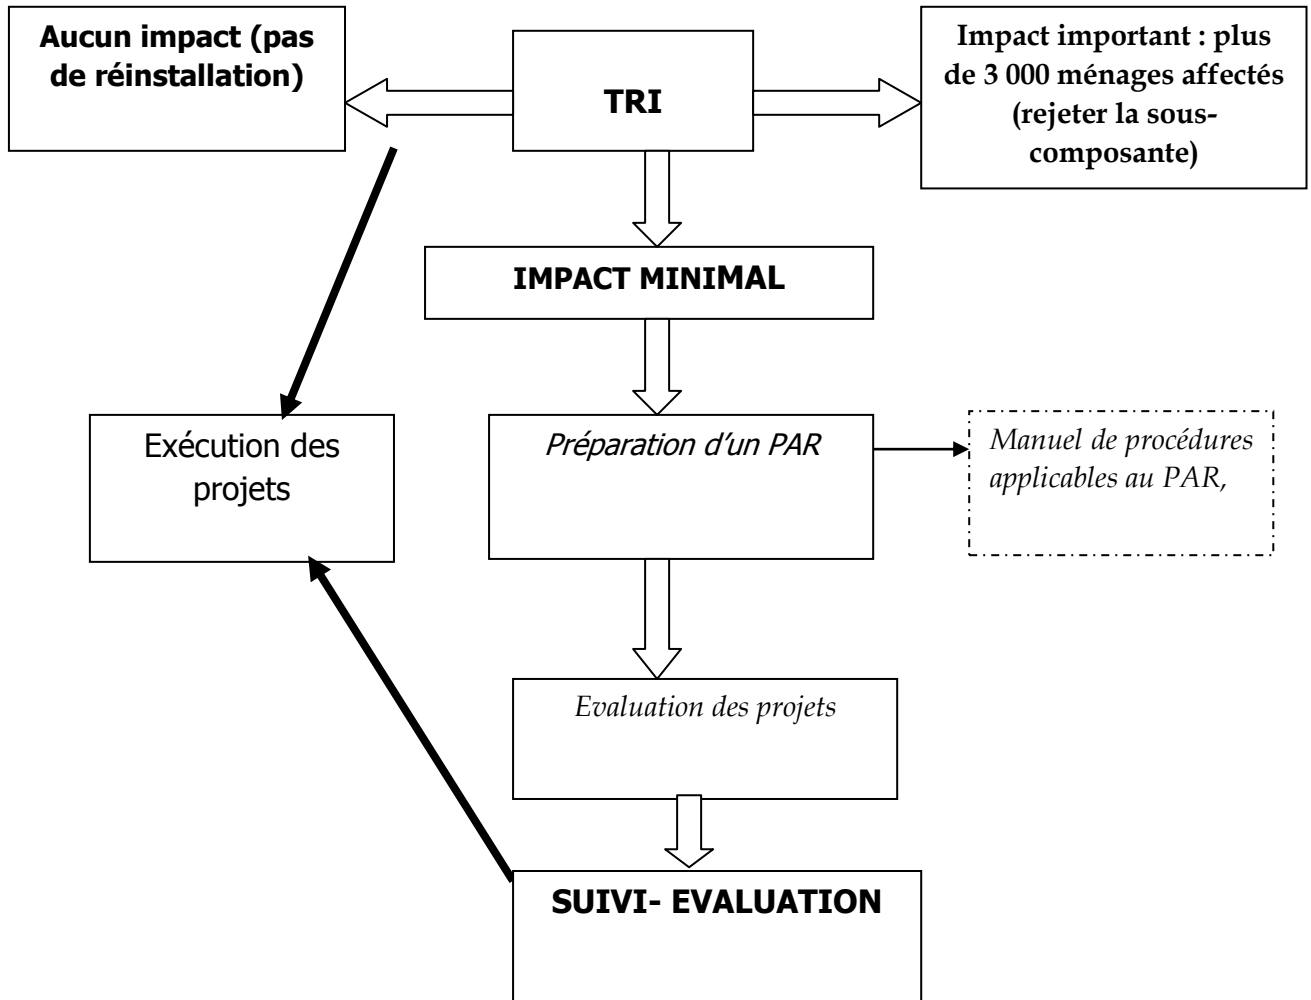 Aucun impact (pas
de réinstallation)
TRI
Impact important : plus
de 3 000 ménages affectés
(rejeter la sous-
composante)
IMPACT MINIMAL
Exécution des
projets
Préparation d’un PAR
Manuel de procédures
applicables au PAR,
Evaluation des projets
SUIVI- EVALUATION